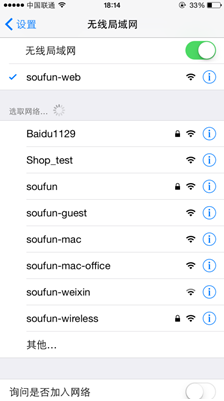 中国联通 18:14 33%
设置 无线局域网
无线局域网
soufun-web
选取网络...
Baidu1129
Shop_test
soufun
soufun-guest
soufun-mac
soufun-mac-office
soufun-weixin
soufun-wireless
其他...
询问是否加入网络